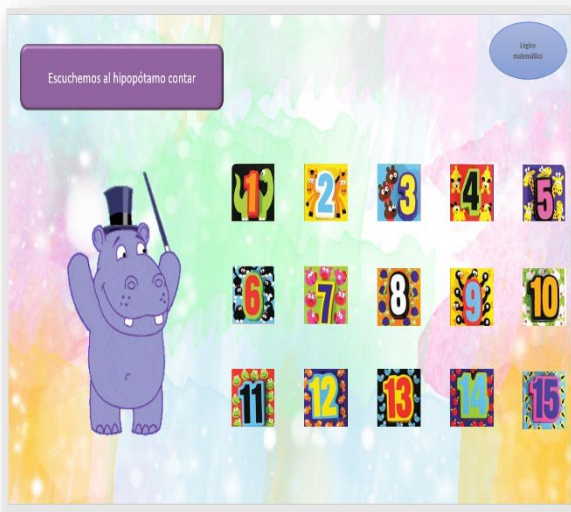 Escuchemos al hipopótamo contar
Lógico
matemático
1 2 3 4 5
6 7 8 9 10
11 12 13 14 15